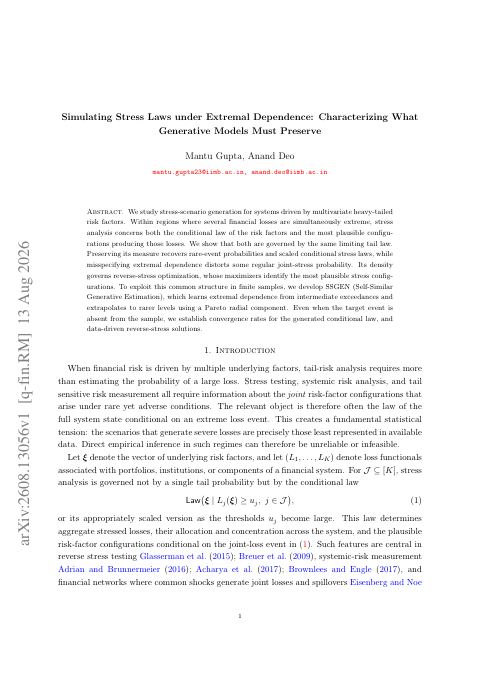 Simulating Stress Laws under Extremal Dependence: Characterizing What
Generative Models Must Preserve
Mantu Gupta, Anand Deo
mantu.gupta23@iimb.ac.in, anand.deo@iimb.ac.in
Abstract. We study stress-scenario generation for systems driven by multivariate heavy-tailed
risk factors. Within regions where several financial losses are simultaneously extreme, stress
analysis concerns both the conditional law of the risk factors and the most plausible configu-
rations producing those losses. We show that both are governed by the same limiting tail law.
Preserving its measure recovers rare-event probabilities and scaled conditional stress laws, while
misspecifying extremal dependence distorts some regular joint-stress probability. Its density
governs reverse-stress optimization, whose maximizers identify the most plausible stress config-
urations. To exploit this common structure in finite samples, we develop SSGEN (Self-Similar
Generative Estimation), which learns extremal dependence from intermediate exceedances and
extrapolates to rarer levels using a Pareto radial component. Even when the target event is
absent from the sample, we establish convergence rates for the generated conditional law, and
data-driven reverse-stress solutions.
1. Introduction
When financial risk is driven by multiple underlying factors, tail-risk analysis requires more
than estimating the probability of a large loss. Stress testing, systemic risk analysis, and tail
sensitive risk measurement all require information about the joint risk-factor configurations that
arise under rare yet adverse conditions. The relevant object is therefore often the law of the
full system state conditional on an extreme loss event. This creates a fundamental statistical
tension: the scenarios that generate severe losses are precisely those least represented in available
data. Direct empirical inference in such regimes can therefore be unreliable or infeasible.
Let ξ denote the vector of underlying risk factors, and let (L₁, . . . , L_K) denote loss functionals
associated with portfolios, institutions, or components of a financial system. For 𝒥 ⊆ [K], stress
analysis is governed not by a single tail probability but by the conditional law
Law(ξ | L_j(ξ) ≥ u_j, j ∈ 𝒥), (1)
or its appropriately scaled version as the thresholds u_j become large. This law determines
aggregate stressed losses, their allocation and concentration across the system, and the plausible
risk-factor configurations conditional on the joint-loss event in (1). Such features are central in
reverse stress testing Glasserman et al. (2015); Breuer et al. (2009), systemic-risk measurement
Adrian and Brunnermeier (2016); Acharya et al. (2017); Brownlees and Engle (2017), and
financial networks where common shocks generate joint losses and spillovers Eisenberg and Noe
1
arXiv:2608.13056v1 [q-fin.RM] 13 Aug 2026